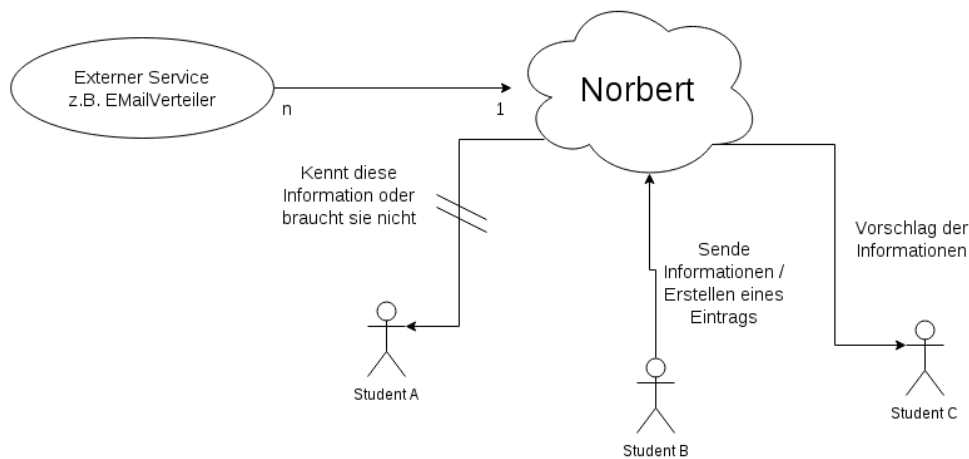 Externer Service
z.B. EMailVerteiler
n
1
Norbert
Kennt diese
Information oder
braucht sie nicht
Sende
Informationen /
Erstellen eines
Eintrags
Vorschlag der
Informationen
Student A
Student B
Student C